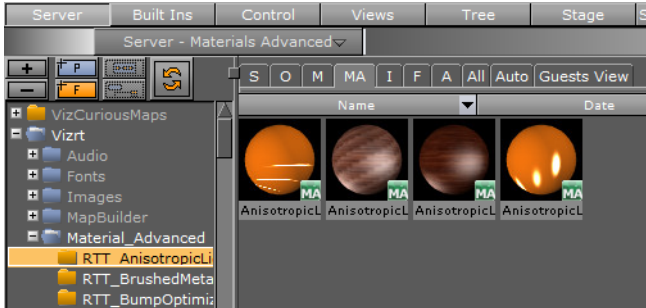 Server Built Ins Control Views Tree Stage S
Server - Materials Advanced
P
F
S O M MA I F A All Auto Guests View
Name Date
VizCuriousMaps
Vizrt
Audio
Fonts
Images
MapBuilder
Material_Advanced
RTT_AnisotropicLi
RTT_BrushedMeta
RTT_BumpOptimiz
MA MA MA MA
AnisotropicL AnisotropicL AnisotropicL AnisotropicL